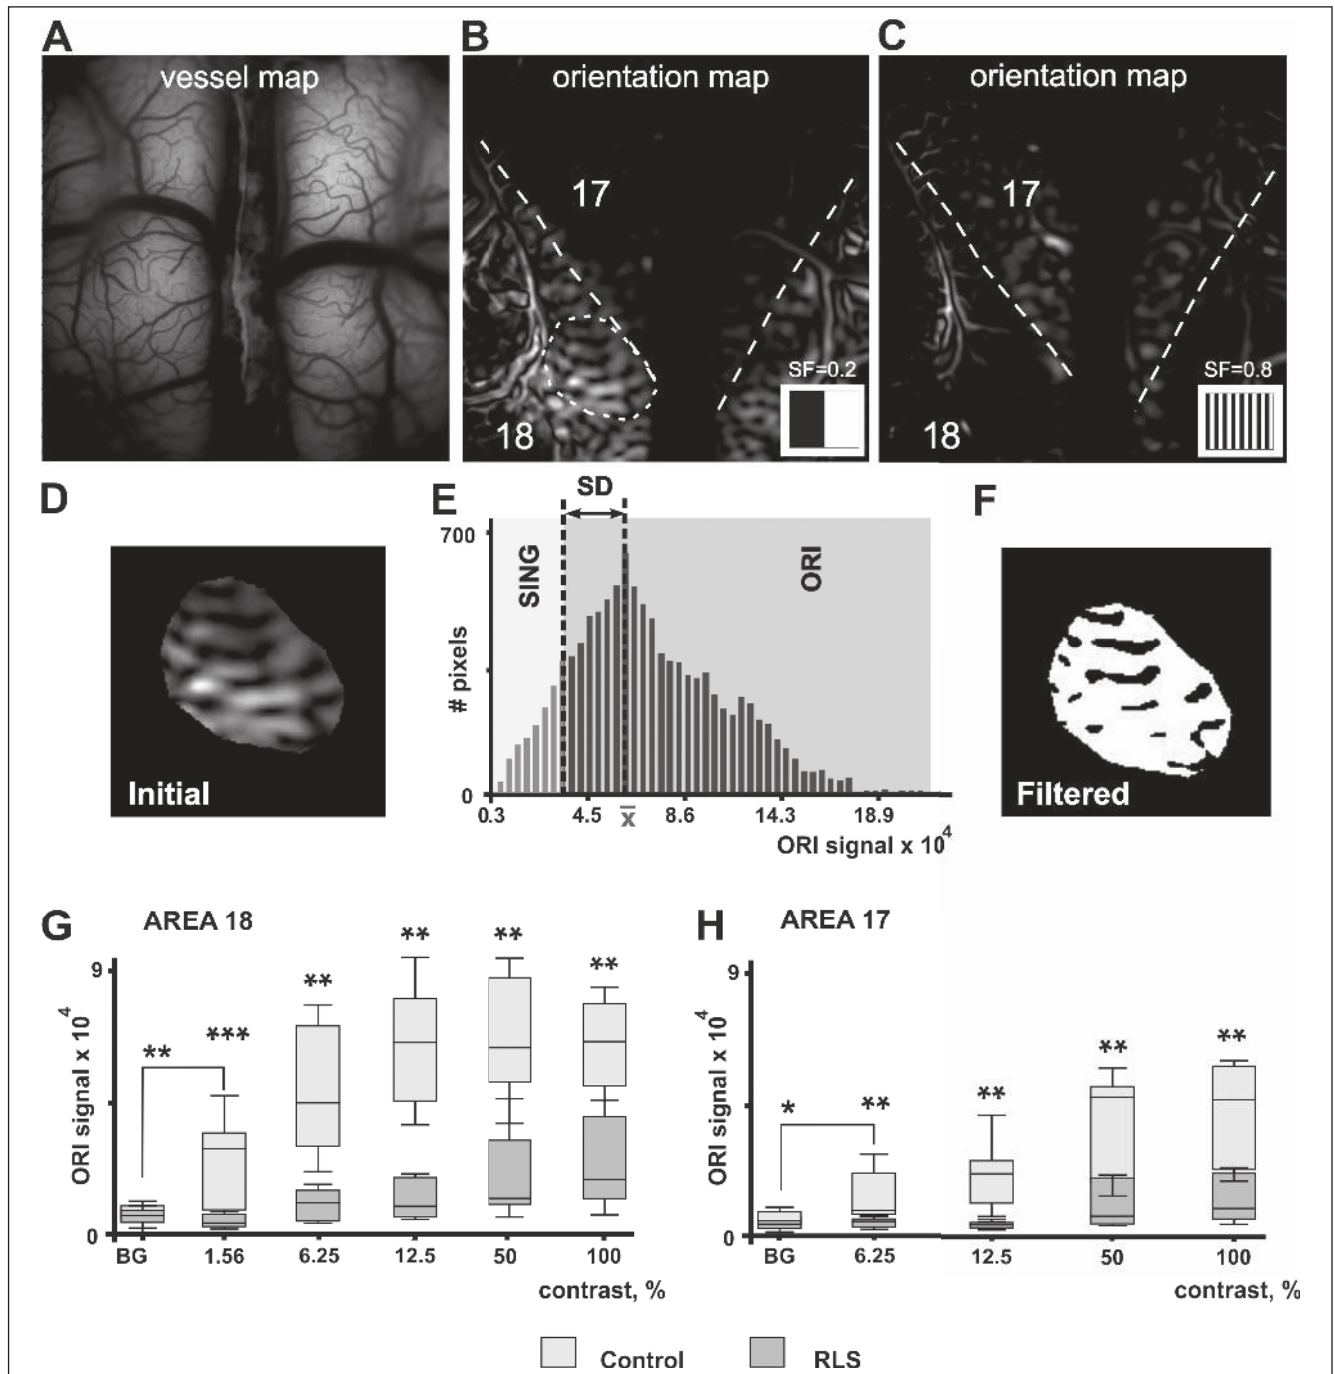 A
B
C
vessel map
orientation map
orientation map
17
17
SF=0.2
SF=0.8
18
18
D
E
F
SD
700
SING
ORI
# pixels
0
0.3
4.5
x̅
8.6
14.3
18.9
ORI signal x 10⁴
Initial
Filtered
G
AREA 18
H
AREA 17
9
ORI signal x 10⁴
0
**
***
**
**
**
**
BG
1.56
6.25
12.5
50
100
contrast, %
9
ORI signal x 10⁴
0
*
**
**
**
**
BG
6.25
12.5
50
100
contrast, %
Control
RLS